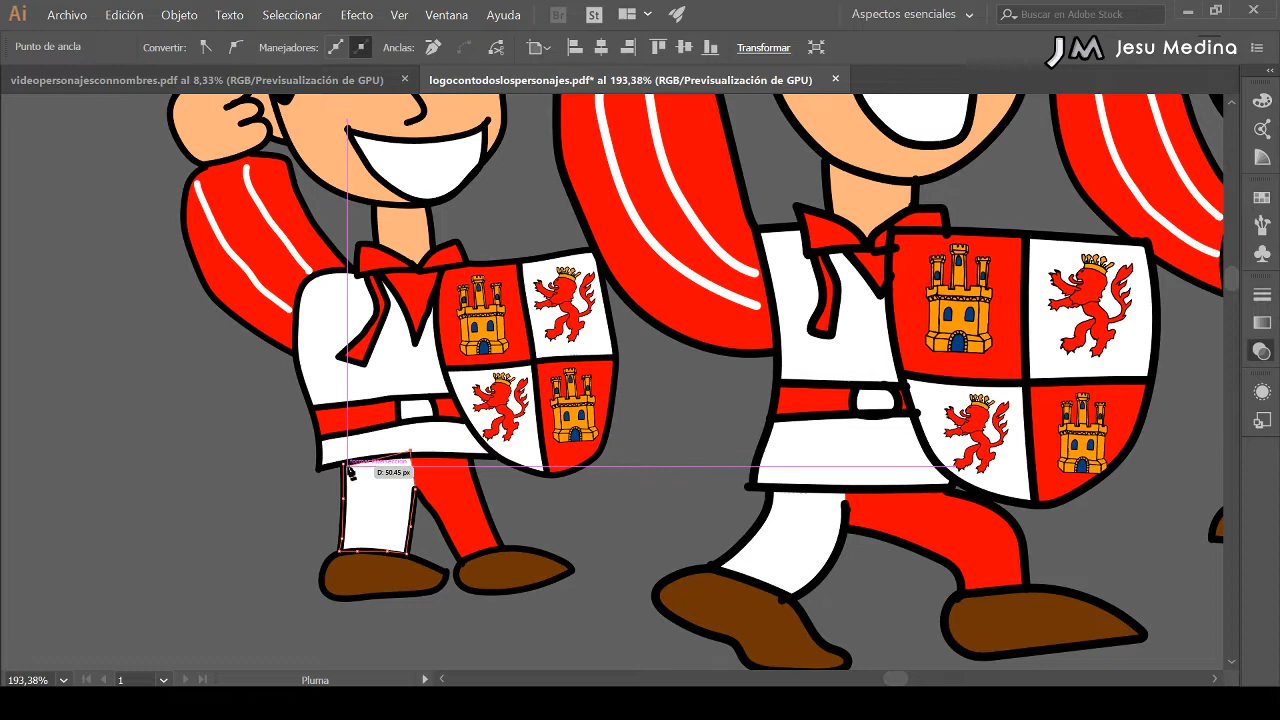 Ai Archivo Edición Objeto Texto Seleccionar Efecto Ver Ventana Ayuda Br St Aspectos esenciales Buscar en Adobe Stock
Punto de ancla Convertir: Manejadores: Anclas: Transformar
JM Jesu Medina
videopersonajesconnombres.pdf al 8,33% (RGB/Previsualización de GPU) × logocontodoslospersonajes.pdf* al 193,38% (RGB/Previsualización de GPU) ×
D: 50,45 px
193,38% 1 Pluma